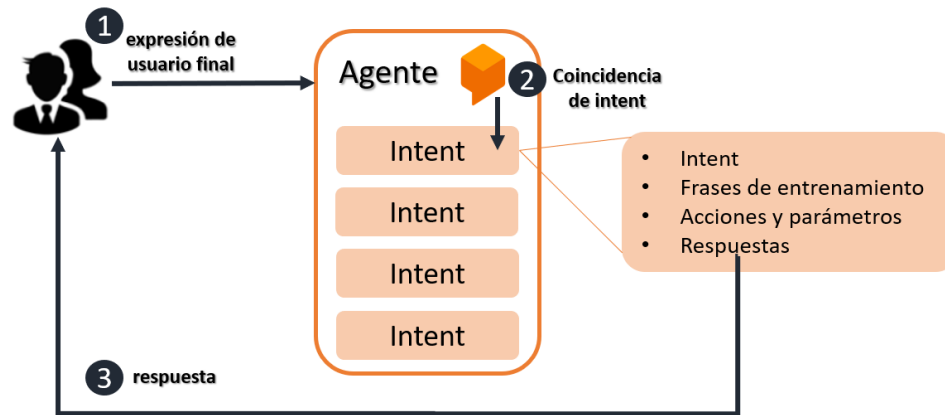 1
expresión de
usuario final
Agente
2
Coincidencia
de intent
Intent
Intent
Intent
Intent
• Intent
• Frases de entrenamiento
• Acciones y parámetros
• Respuestas
3
respuesta